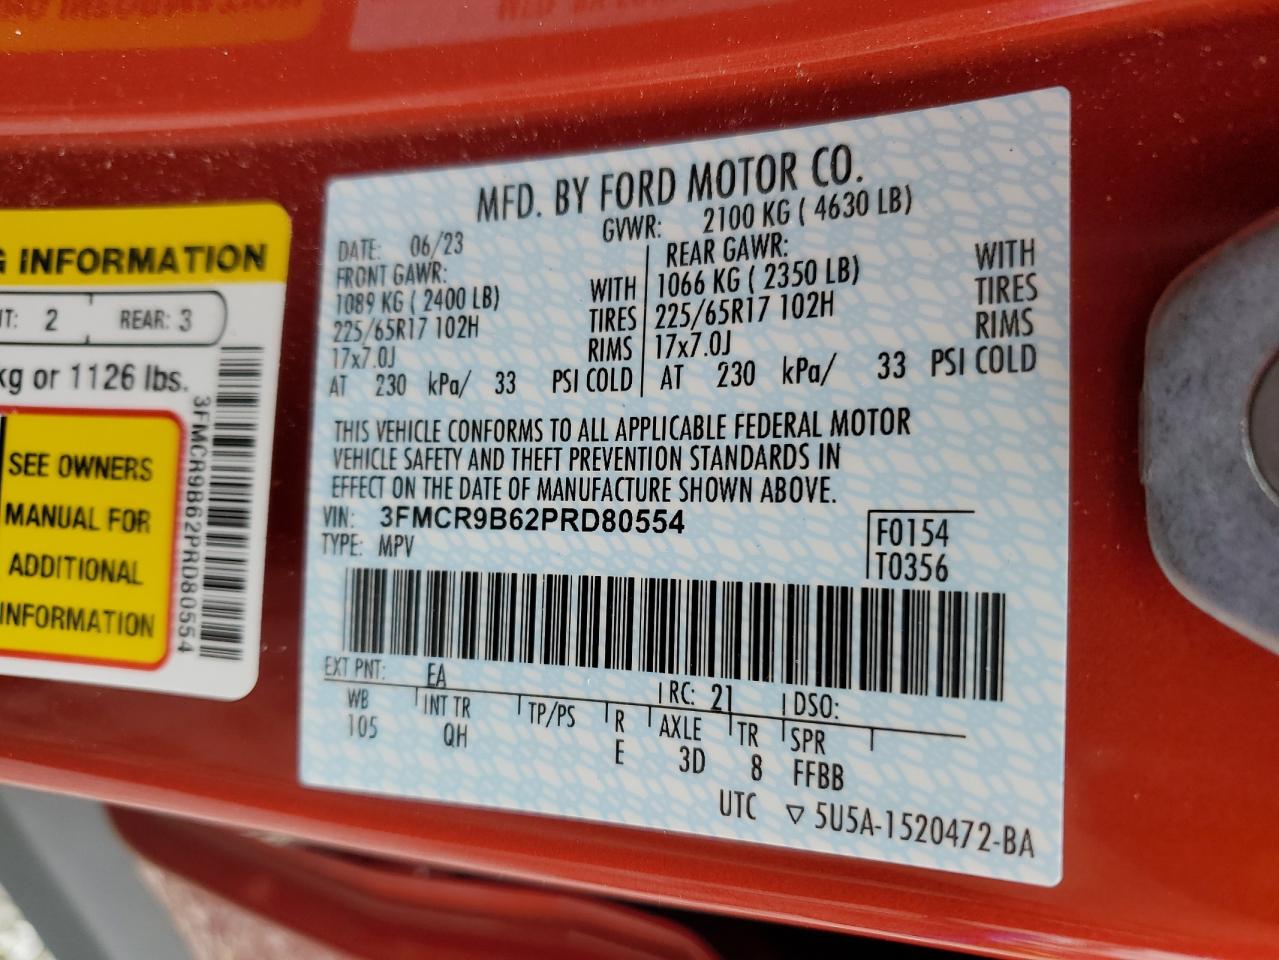 G INFORMATION
2
REAR: 3
kg or 1126 lbs.
SEE OWNERS
MANUAL FOR
ADDITIONAL
INFORMATION
3FMCR9B62PRD80554
MFD. BY FORD MOTOR CO.
DATE: 06/23 GVWR: 2100 KG ( 4630 LB)
FRONT GAWR: REAR GAWR:
1089 KG ( 2400 LB) WITH 1066 KG ( 2350 LB) WITH
225/65R17 102H TIRES 225/65R17 102H TIRES
17x7.0J RIMS 17x7.0J RIMS
AT 230 kPa/ 33 PSI COLD AT 230 kPa/ 33 PSI COLD
THIS VEHICLE CONFORMS TO ALL APPLICABLE FEDERAL MOTOR
VEHICLE SAFETY AND THEFT PREVENTION STANDARDS IN
EFFECT ON THE DATE OF MANUFACTURE SHOWN ABOVE.
VIN: 3FMCR9B62PRD80554 F0154
TYPE: MPV T0356
EXT PNT: EA RC: 21 DSO:
WB INT TR TP/PS R AXLE TR SPR
105 QH E 3D 8 FFBB
UTC ▽ 5U5A-1520472-BA